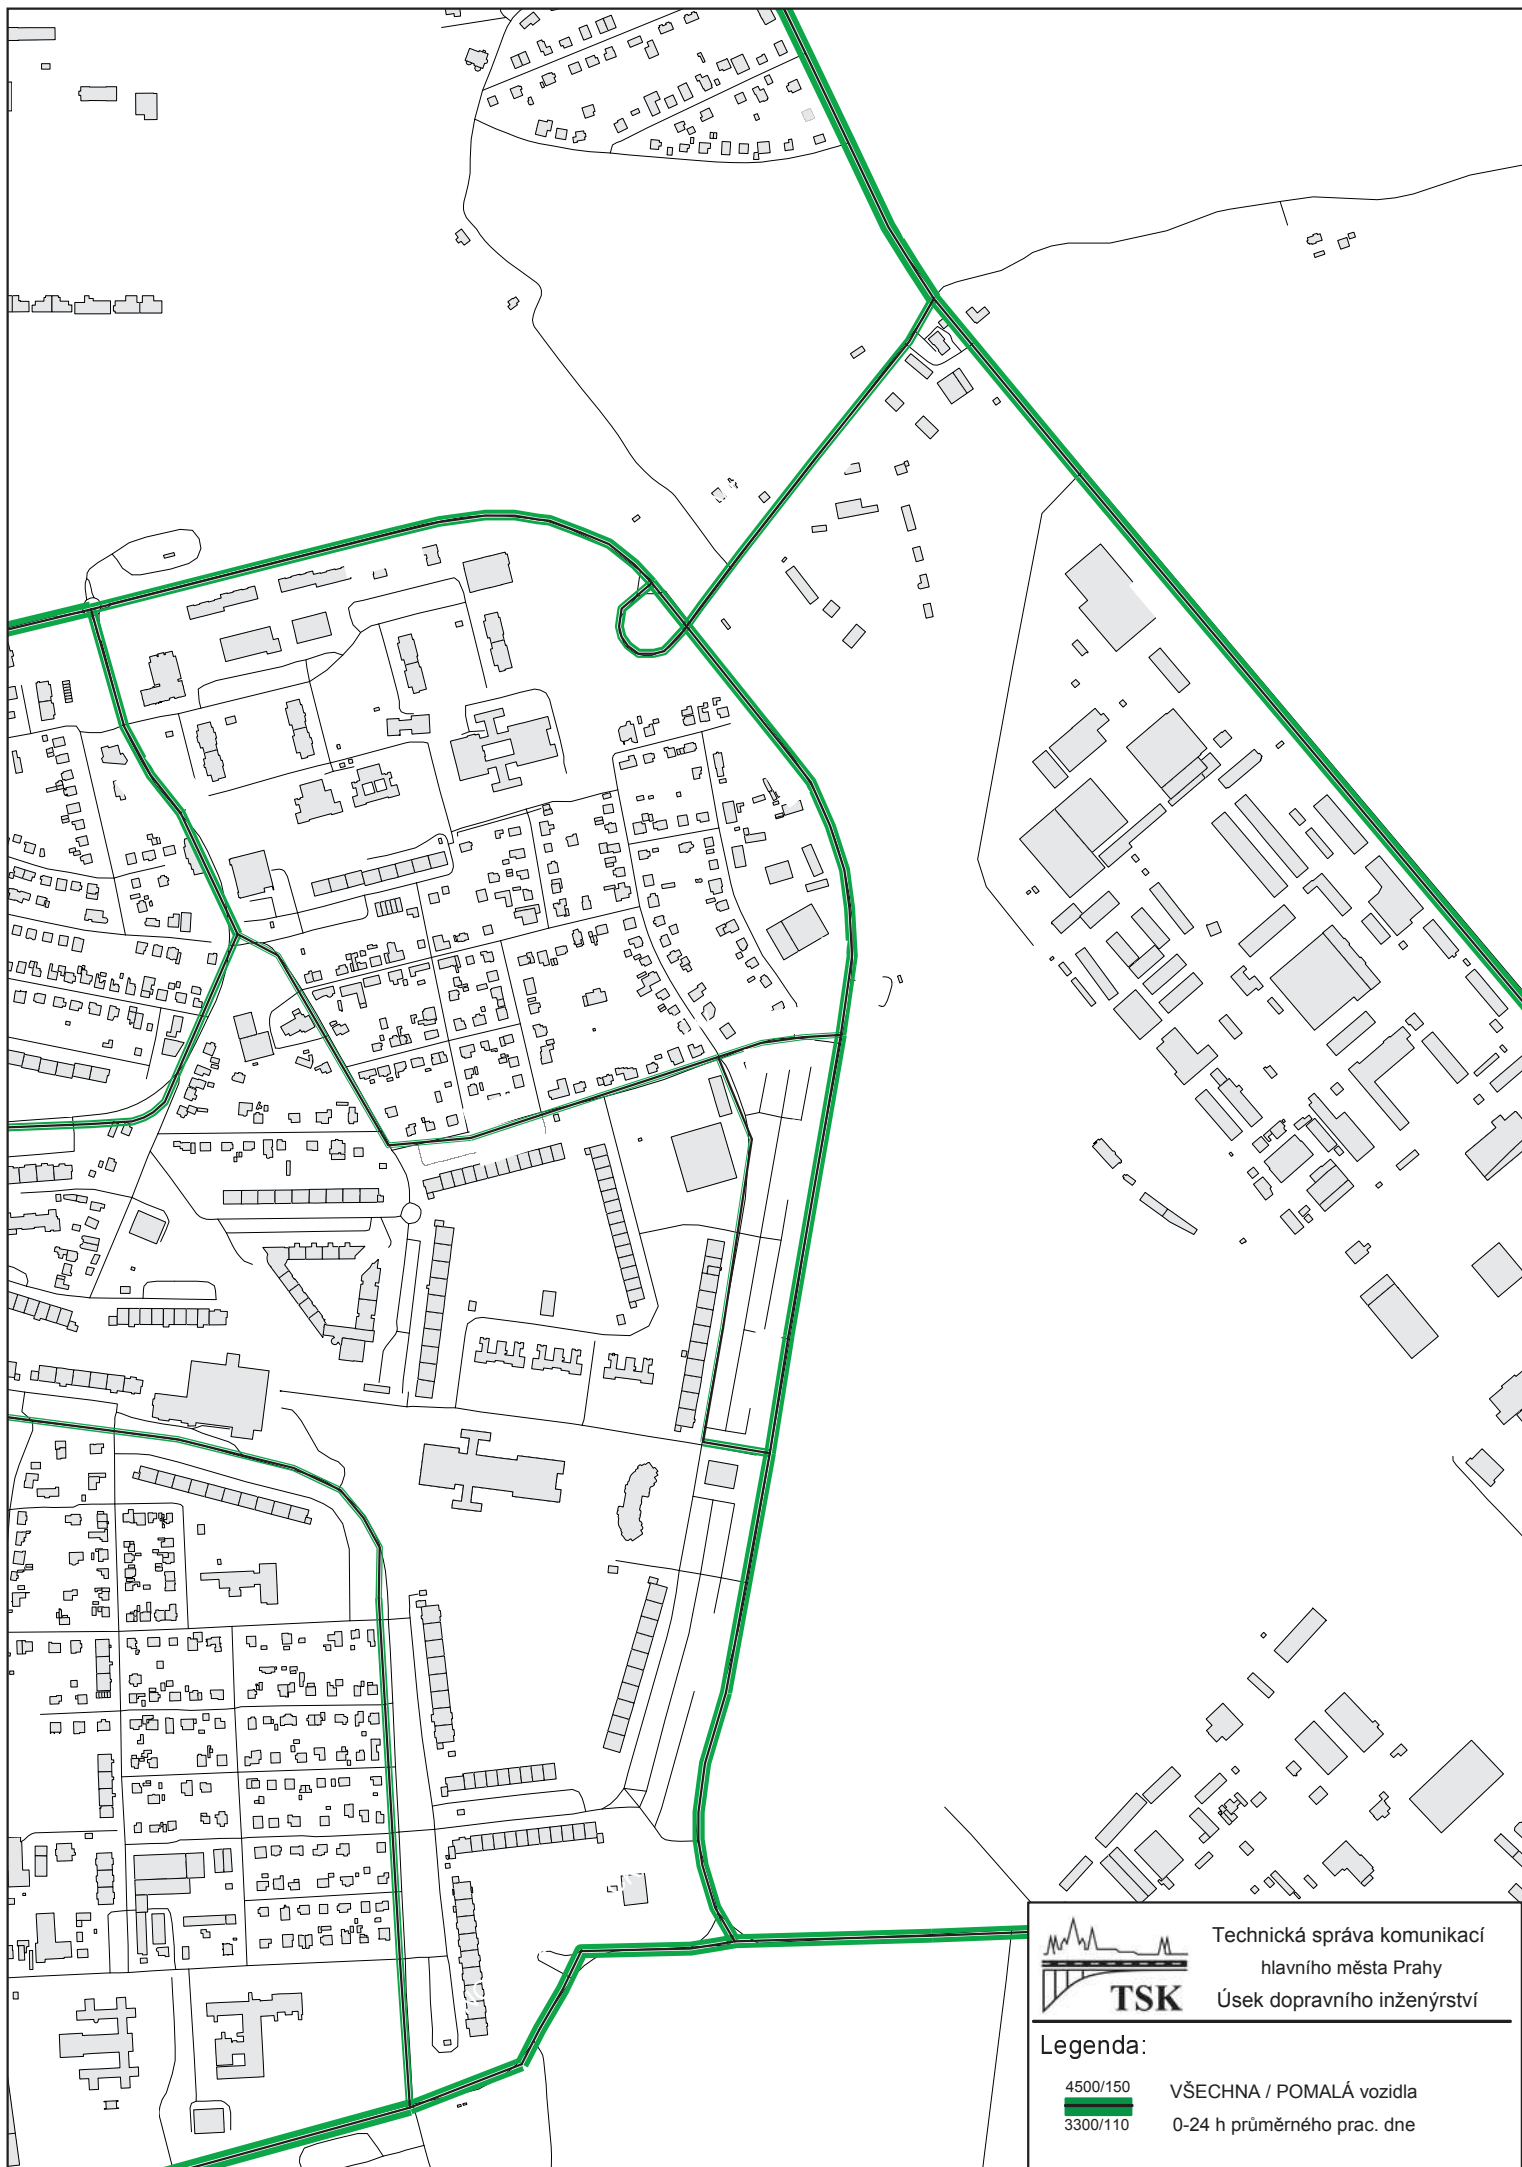 Technická správa komunikací
hlavního města Prahy
Úsek dopravního inženýrství
TSK
Legenda:
4500/150
VŠECHNA / POMALÁ vozidla
3300/110
0-24 h průměrného prac. dne